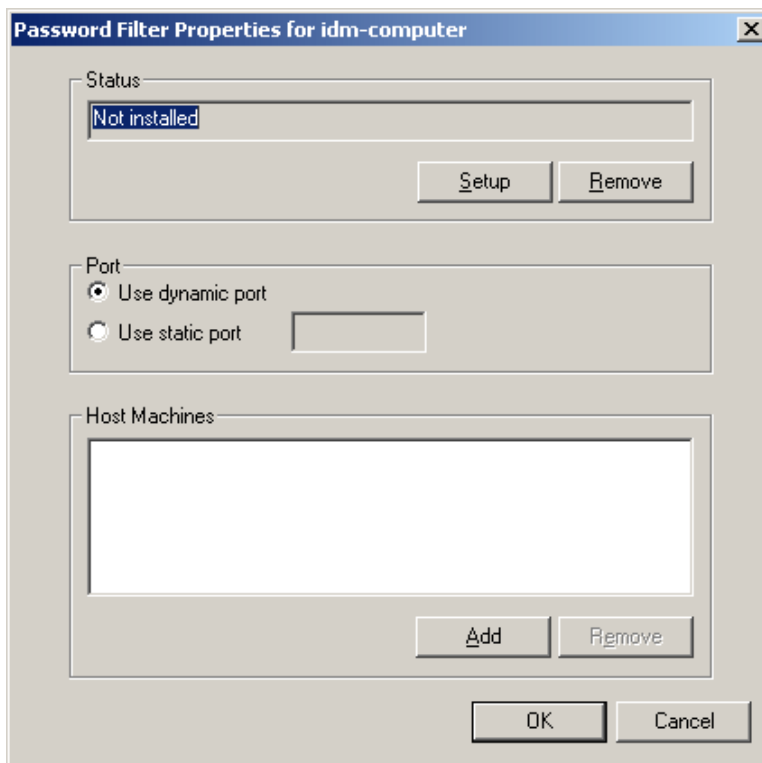 Password Filter Properties for idm-computer
Status
Not installed
Setup Remove
Port
Use dynamic port
Use static port
Host Machines
Add Remove
OK Cancel